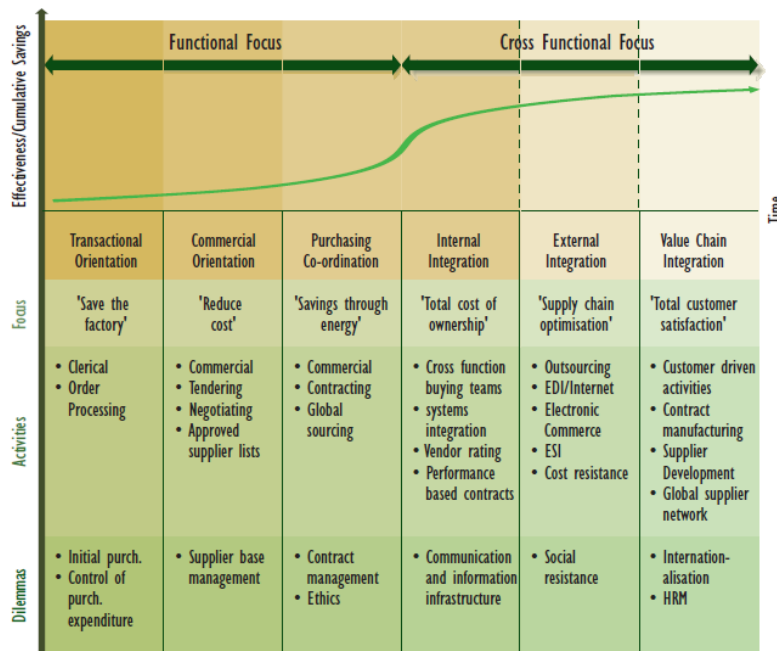 Effectiveness/Cumulative Savings
Functional Focus
Cross Functional Focus
Time
Transactional
Orientation
Commercial
Orientation
Purchasing
Co-ordination
Internal
Integration
External
Integration
Value Chain
Integration
Focus
'Save the
factory'
'Reduce
cost'
'Savings through
energy'
'Total cost of
ownership'
'Supply chain
optimisation'
'Total customer
satisfaction'
Activities
• Clerical
• Order
Processing
• Commercial
• Tendering
• Negotiating
• Approved
supplier lists
• Commercial
• Contracting
• Global
sourcing
• Cross function
buying teams
• systems
integration
• Vendor rating
• Performance
based contracts
• Outsourcing
• EDI/Internet
• Electronic
Commerce
• ESI
• Cost resistance
• Customer driven
activities
• Contract
manufacturing
• Supplier
Development
• Global supplier
network
Dilemmas
• Initial purch.
• Control of
purch.
expenditure
• Supplier base
management
• Contract
management
• Ethics
• Communication
and information
infrastructure
• Social
resistance
• Internation-
alisation
• HRM